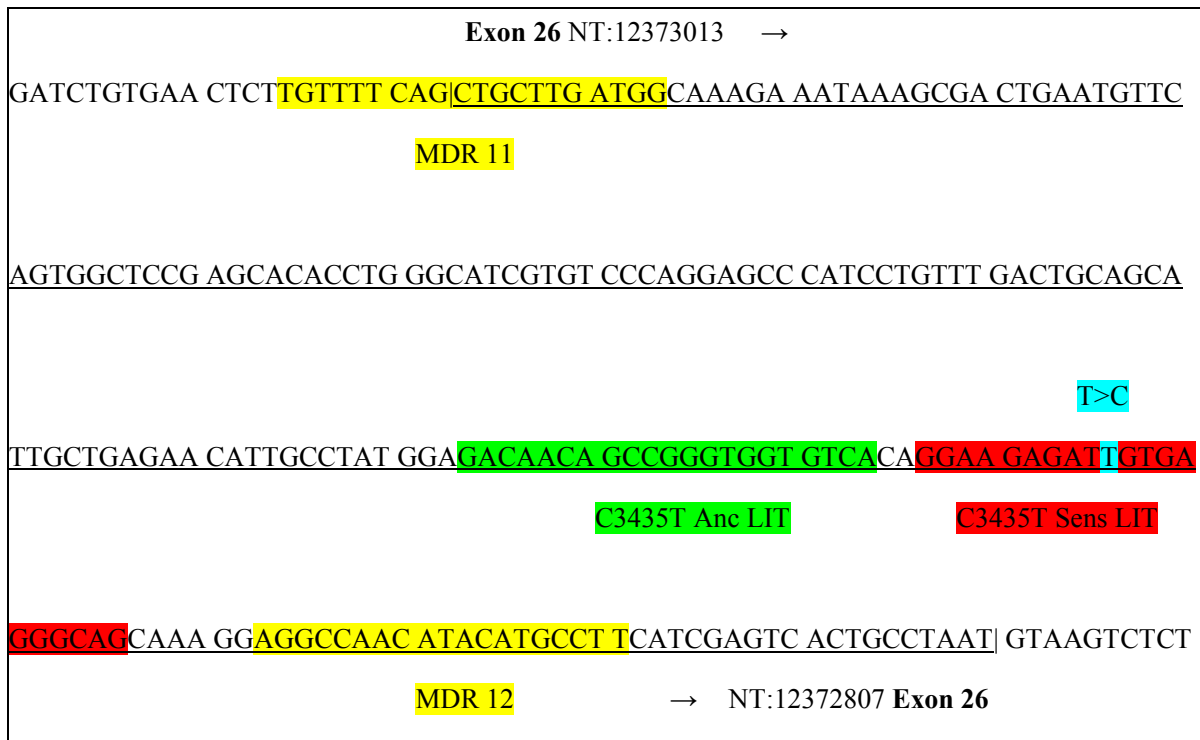 Exon 26 NT:12373013 →
GATCTGTGAA CTCTTGTTTT CAG|CTGCTTG ATGGCAAAGA AATAAAGCGA CTGAATGTTC
MDR 11
AGTGGCTCCG AGCACACCTG GGCATCGTGT CCCAGGAGCC CATCCTGTTT GACTGCAGCA
T>C
TTGCTGAGAA CATTGCCTAT GGAGACAACA GCCGGGTGGT GTCACAGGAA GAGATTGTGA
C3435T Anc LIT C3435T Sens LIT
GGGCAGCAAA GGAGGCCAAC ATACATGCCT TCATCGAGTC ACTGCCTAAT| GTAAGTCTCT
MDR 12 → NT:12372807 Exon 26